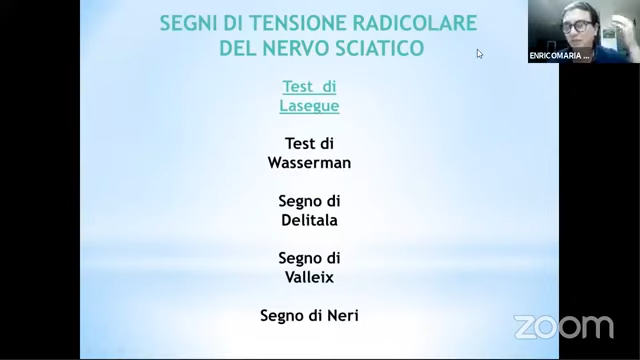 SEGNI DI TENSIONE RADICOLARE
DEL NERVO SCIATICO
Test di
Lasegue
Test di
Wasserman
Segno di
Delitala
Segno di
Valleix
Segno di Neri
ENRICOMARIA ...
zoom